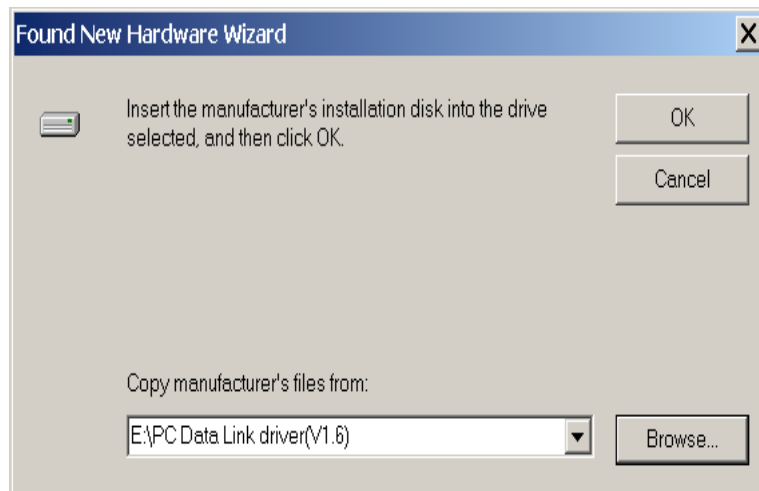 Found New Hardware Wizard
Insert the manufacturer's installation disk into the drive
selected, and then click OK.
OK
Cancel
Copy manufacturer's files from:
E:\PC Data Link driver(V1.6)
Browse...